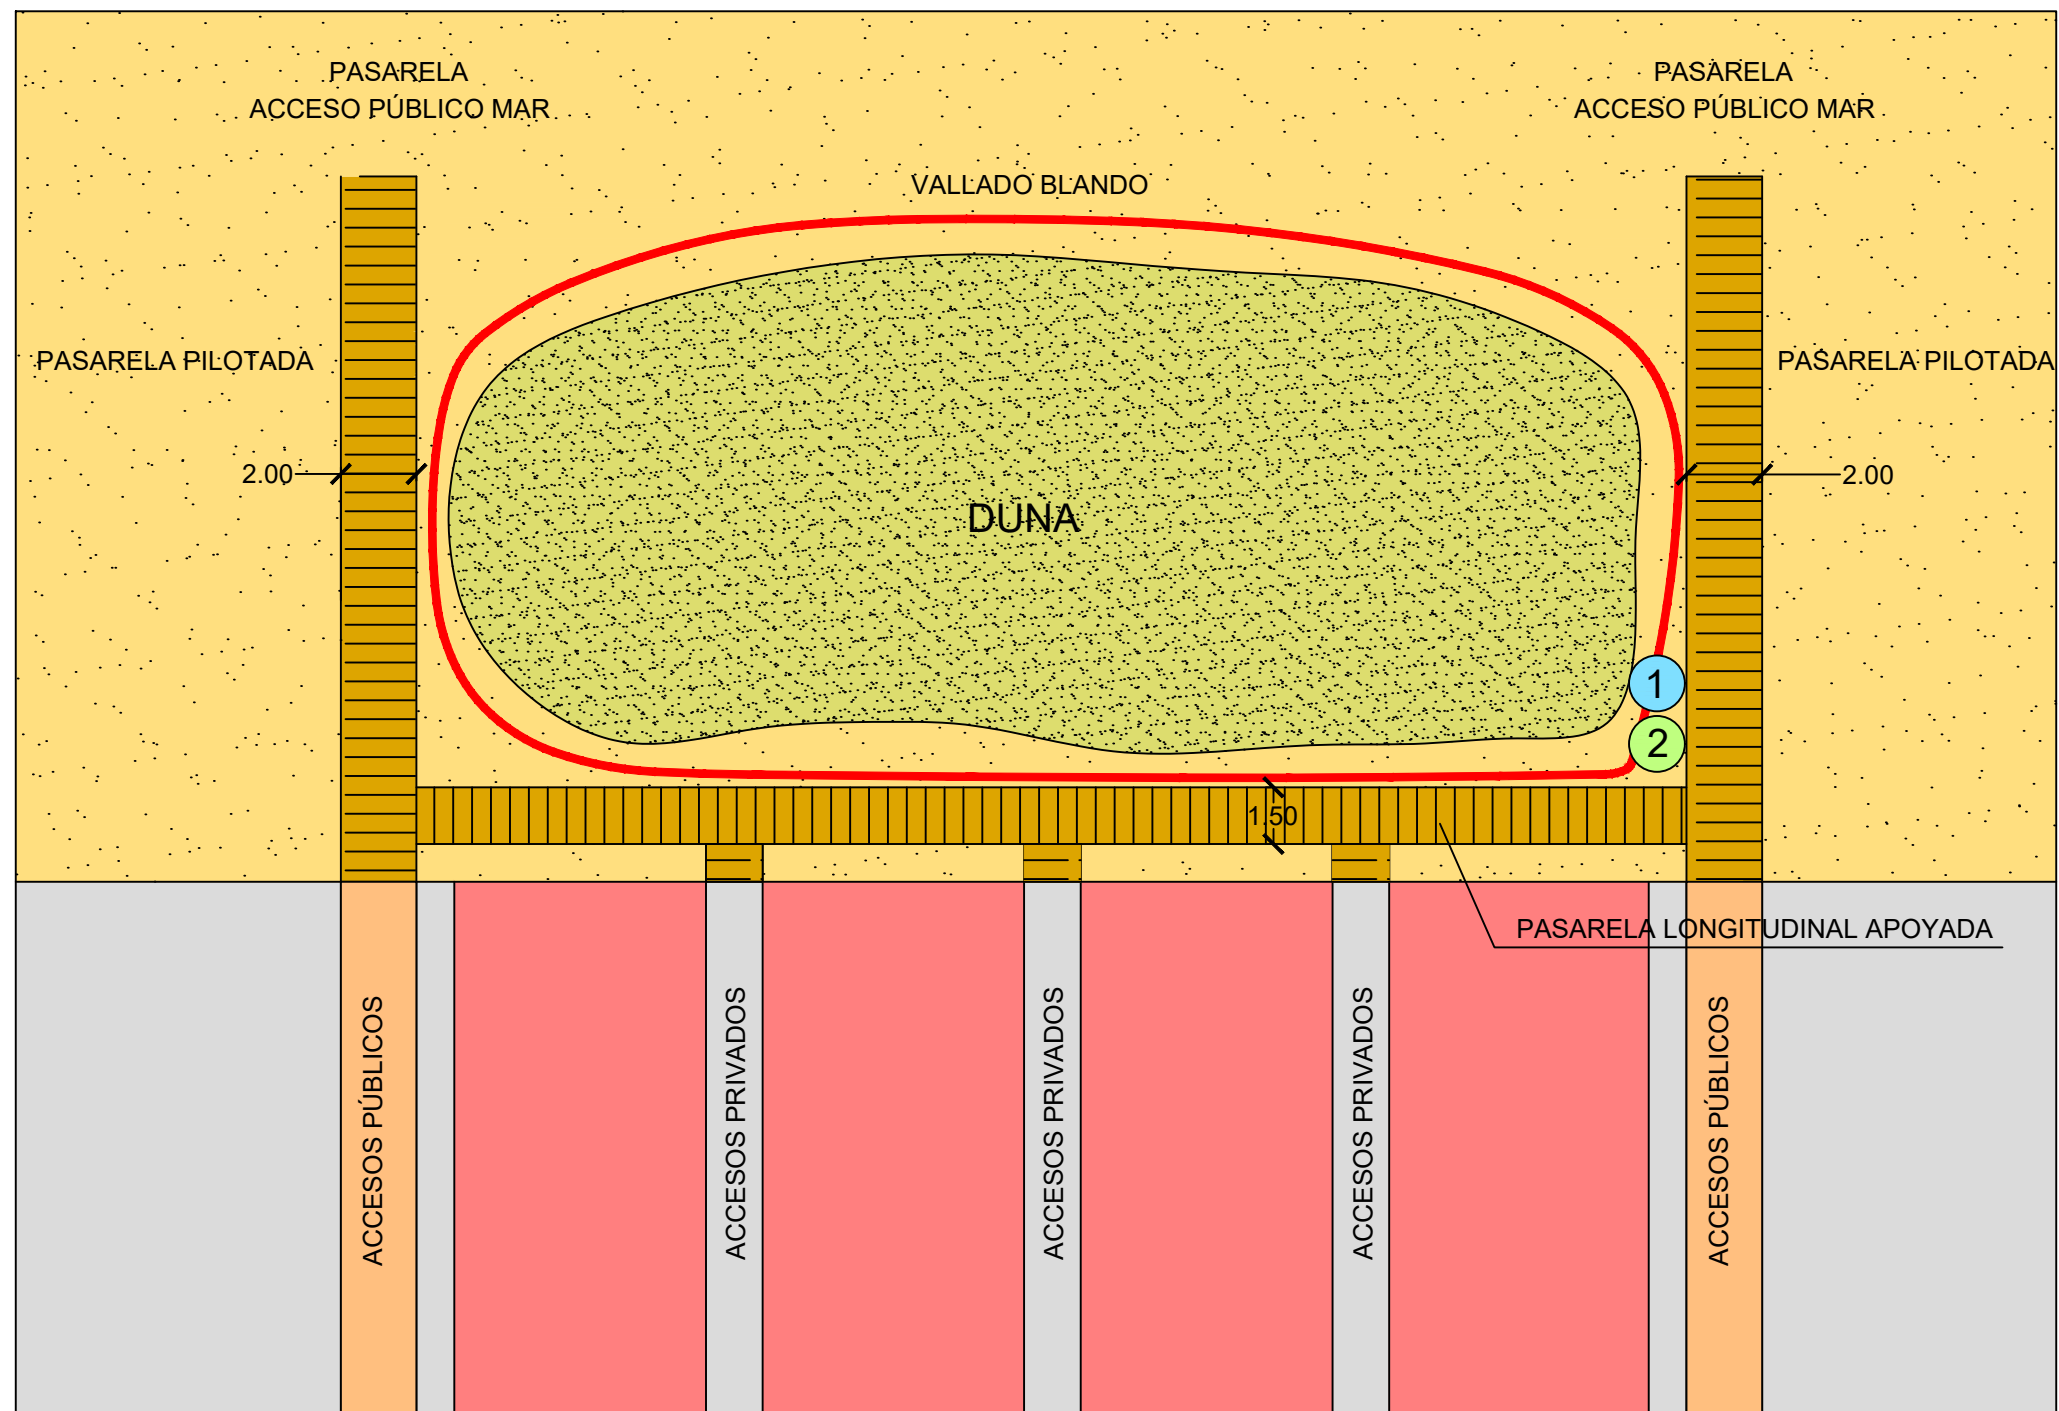 PASARELA
ACCESO PÚBLICO MAR
PASARELA
ACCESO PÚBLICO MAR
VALLADO BLANDO
PASARELA PILOTADA
PASARELA PILOTADA
2.00
2.00
DUNA
1
2
1.50
PASARELA LONGITUDINAL APOYADA
ACCESOS PÚBLICOS
ACCESOS PRIVADOS
ACCESOS PRIVADOS
ACCESOS PRIVADOS
ACCESOS PÚBLICOS